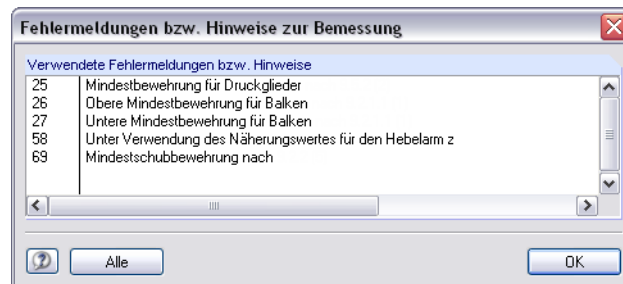 Fehlermeldungen bzw. Hinweise zur Bemessung
Verwendete Fehlermeldungen bzw. Hinweise
25 Mindestbewehrung für Druckglieder
26 Obere Mindestbewehrung für Balken
27 Untere Mindestbewehrung für Balken
58 Unter Verwendung des Näherungswertes für den Hebelarm z
69 Mindestschubbewehrung nach
Alle OK